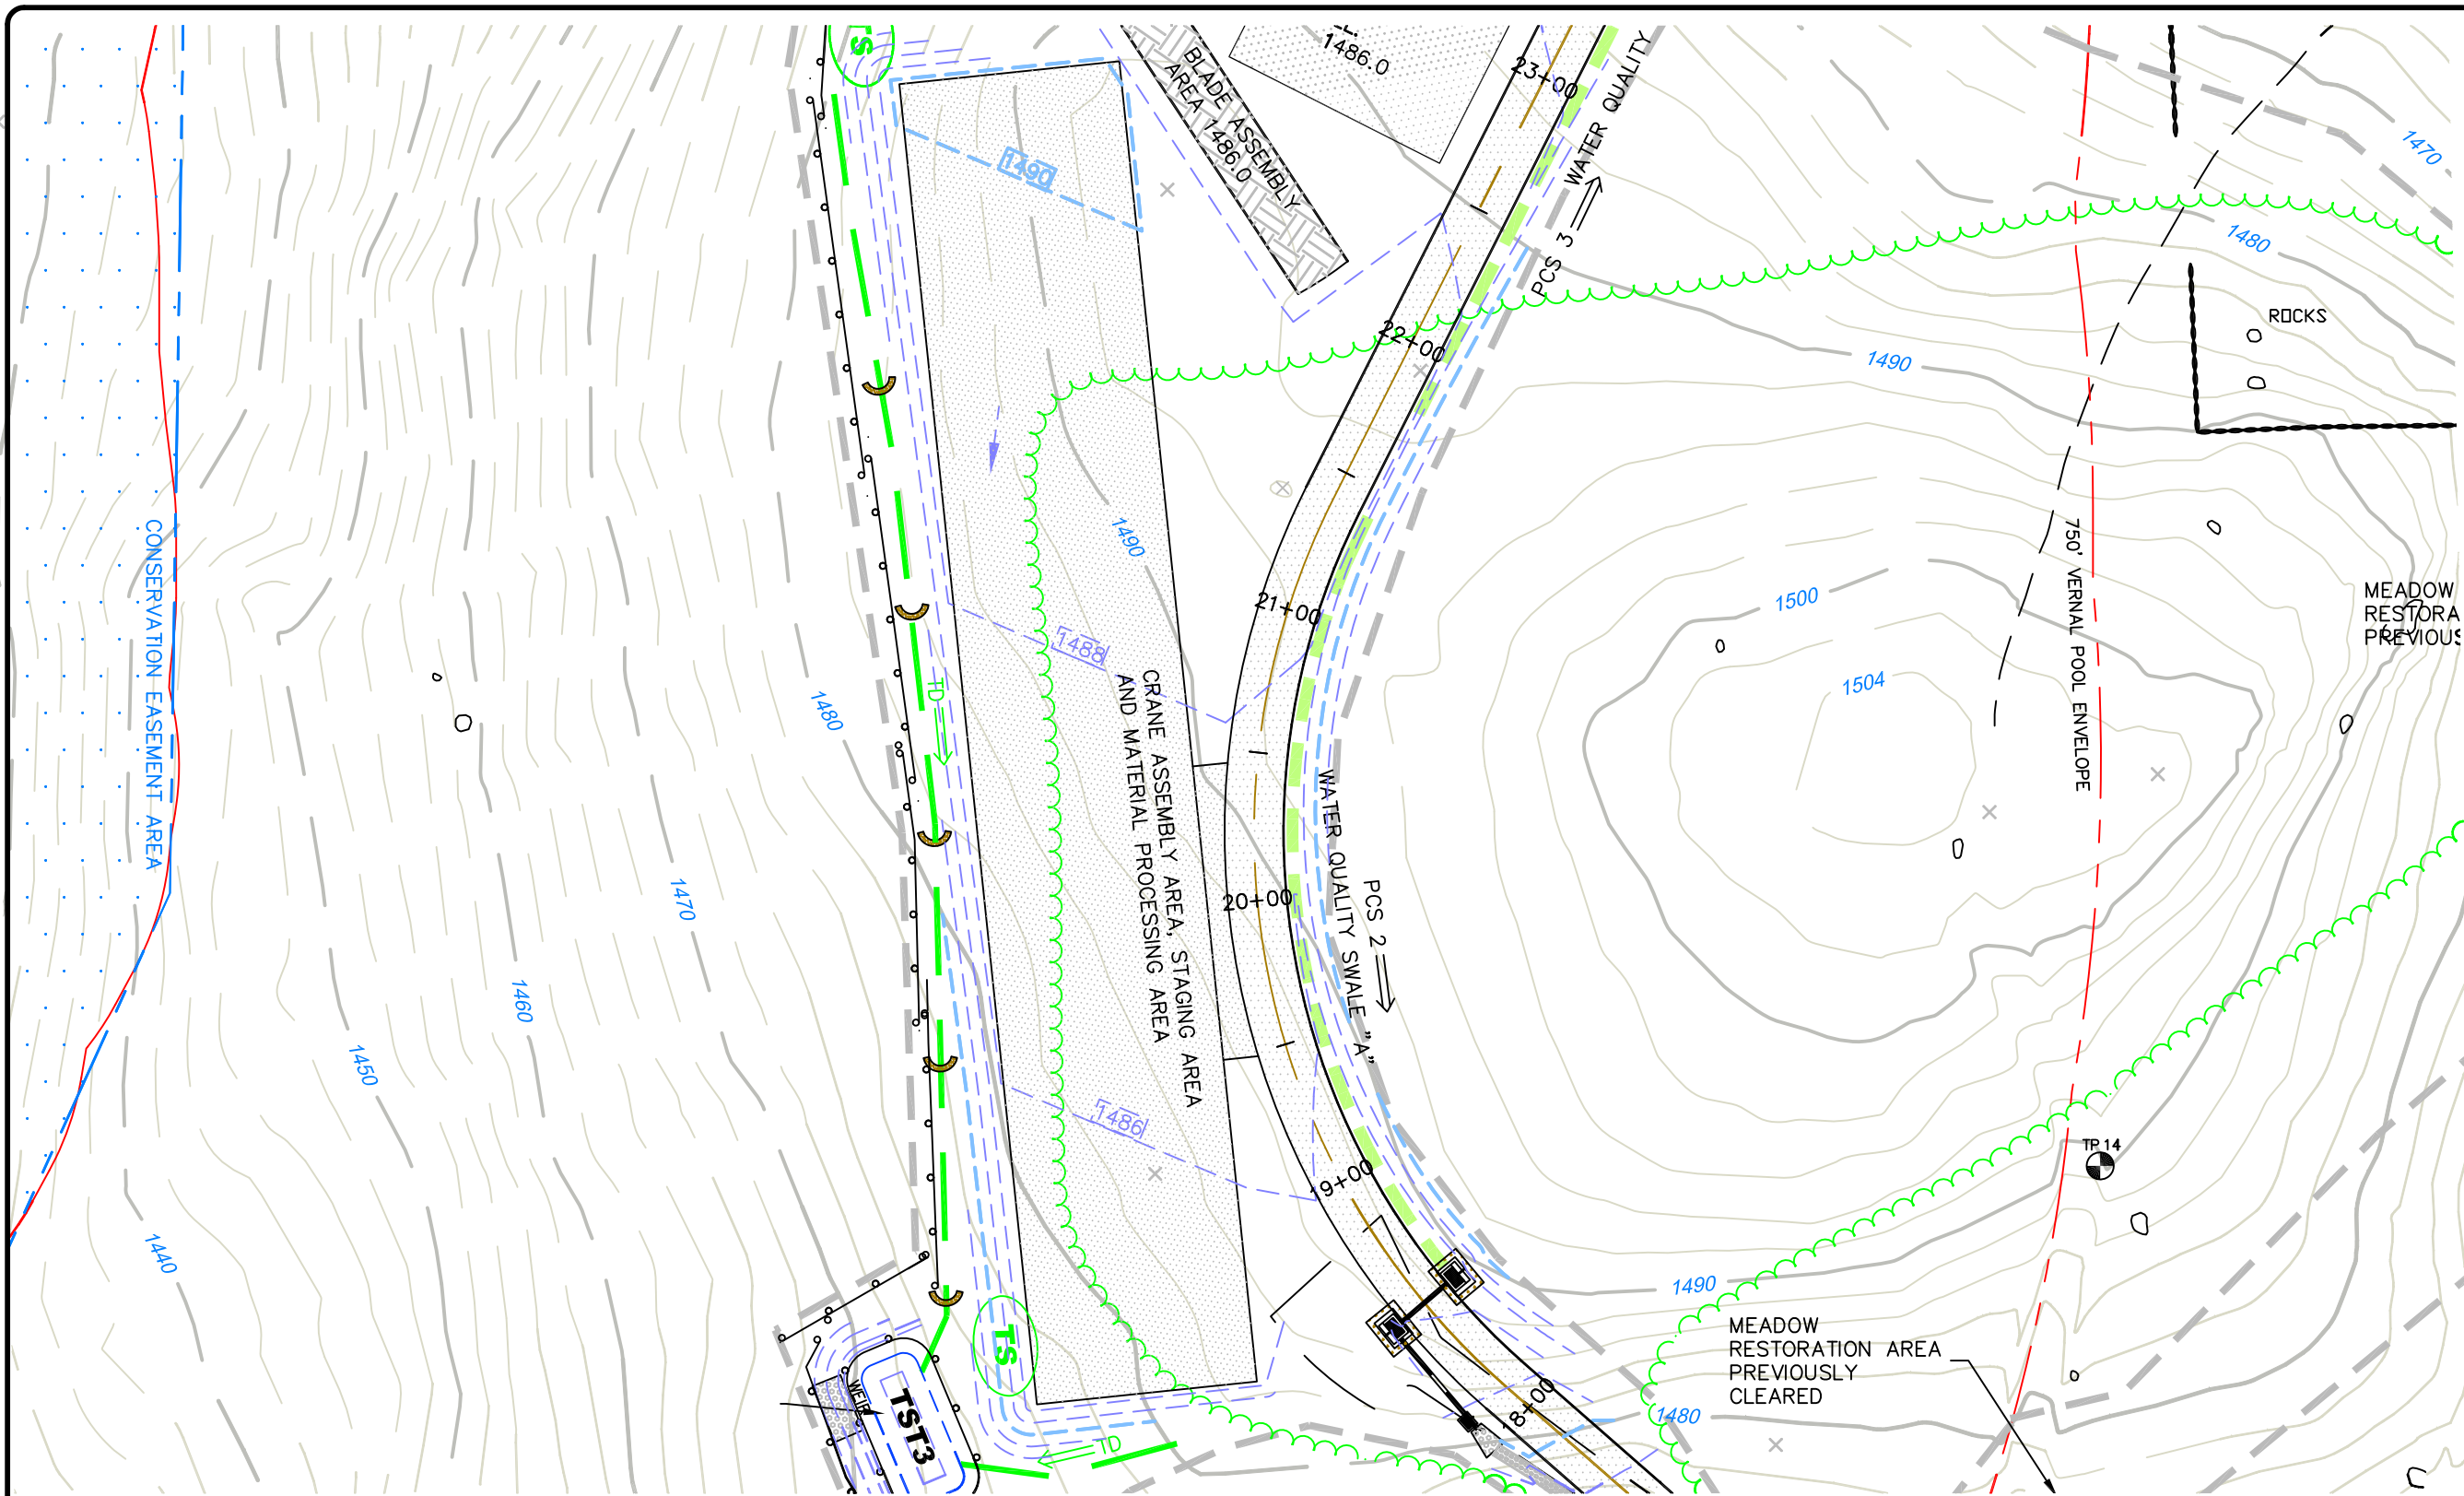 TS
1486.0
BLADE ASSEMBLY
AREA 1486.0
23+00
WATER QUALITY
PCS 3
1470
1490
1480
ROCKS
22+00
1490
1490
CONSERVATION EASEMENT AREA
750' VERNAL POOL ENVELOPE
MEADOW
RESTORA
PREVIOUS
1500
21+00
1488
1504
TD
1480
CRANE ASSEMBLY AREA, STAGING AREA
AND MATERIAL PROCESSING AREA
WATER QUALITY SWALE "A"
PCS 2
20+00
1470
1460
1450
1486
TP 14
19+00
1440
1490
MEADOW
RESTORATION AREA
PREVIOUSLY
CLEARED
TS
WEIR
TST3
18+00
1480
TD